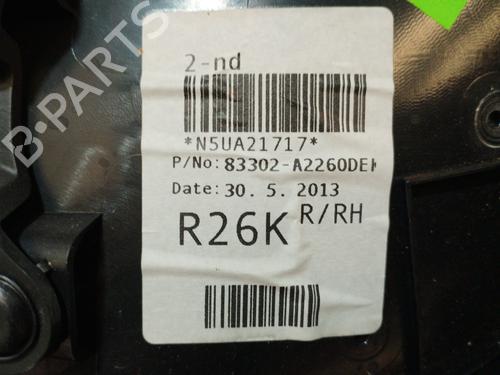 2-nd
*N5UA21717*
P/No: 83302-A2260DEK
Date: 30. 5. 2013
R26K R/RH
B-PARTS